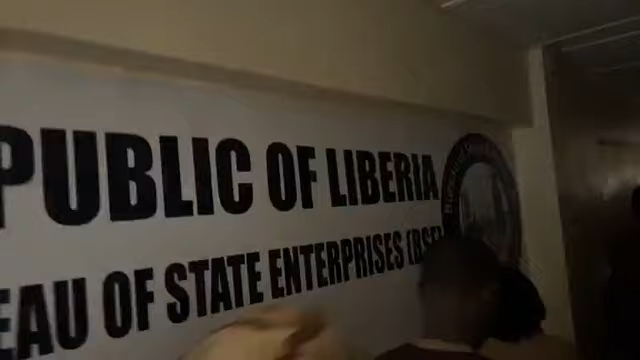 PUBLIC OF LIBERIA
EAU OF STATE ENTERPRISES (BSE